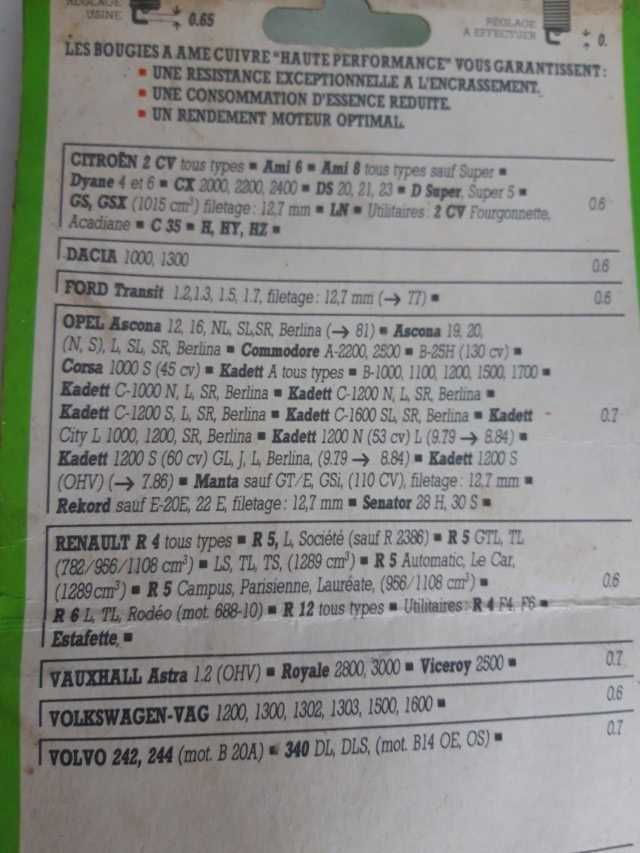 REGLAGE
USINE
0.65
REGLAGE
A EFFECTUER
0.
LES BOUGIES A AME CUIVRE "HAUTE PERFORMANCE" VOUS GARANTISSENT:
▪ UNE RESISTANCE EXCEPTIONNELLE A L'ENCRASSEMENT.
▪ UNE CONSOMMATION D'ESSENCE REDUITE.
▪ UN RENDEMENT MOTEUR OPTIMAL.
CITROËN 2 CV tous types ▪ Ami 6 ▪ Ami 8 tous types sauf Super ▪
Dyane 4 et 6 ▪ CX 2000, 2200, 2400 ▪ DS 20, 21, 23 ▪ D Super, Super 5 ▪
GS, GSX (1015 cm³) filetage: 12,7 mm ▪ LN ▪ Utilitaires: 2 CV Fourgonnette,
Acadiane ▪ C 35 ▪ H, HY, HZ ▪
0.6
DACIA 1000, 1300
0.6
FORD Transit 1.2,1.3, 1.5, 1.7, filetage: 12,7 mm (→ 77) ▪
0.6
OPEL Ascona 12, 16, NL, SL,SR, Berlina (→ 81) ▪ Ascona 19, 20,
(N, S), L, SL, SR, Berlina ▪ Commodore A-2200, 2500 ▪ B-25H (130 cv) ▪
Corsa 1000 S (45 cv) ▪ Kadett A tous types ▪ B-1000, 1100, 1200, 1500, 1700 ▪
Kadett C-1000 N, L, SR, Berlina ▪ Kadett C-1200 N, L, SR, Berlina ▪
Kadett C-1200 S, L, SR, Berlina ▪ Kadett C-1600 SL, SR, Berlina ▪ Kadett
City L 1000, 1200, SR, Berlina ▪ Kadett 1200 N (53 cv) L (9.79 → 8.84) ▪
Kadett 1200 S (60 cv) GL, J, L, Berlina, (9.79 → 8.84) ▪ Kadett 1200 S
(OHV) (→ 7.86) ▪ Manta sauf GT/E, GSi, (110 CV), filetage: 12,7 mm ▪
Rekord sauf E-20E, 22 E, filetage: 12,7 mm ▪ Senator 28 H, 30 S ▪
0.7
RENAULT R 4 tous types ▪ R 5, L, Société (sauf R 2386) ▪ R 5 GTL, TL
(782/956/1108 cm³) ▪ LS, TL, TS, (1289 cm³) ▪ R 5 Automatic, Le Car,
(1289 cm³) ▪ R 5 Campus, Parisienne, Lauréate, (956/1108 cm³) ▪
R 6 L, TL, Rodéo (mot. 688-10) ▪ R 12 tous types ▪ Utilitaires: R 4 F4, F6 ▪
Estafette, ▪
0.6
VAUXHALL Astra 1.2 (OHV) ▪ Royale 2800, 3000 ▪ Viceroy 2500 ▪
0.7
VOLKSWAGEN-VAG 1200, 1300, 1302, 1303, 1500, 1600 ▪
0.6
VOLVO 242, 244 (mot. B 20A) ▪ 340 DL, DLS, (mot. B14 OE, OS) ▪
0.7